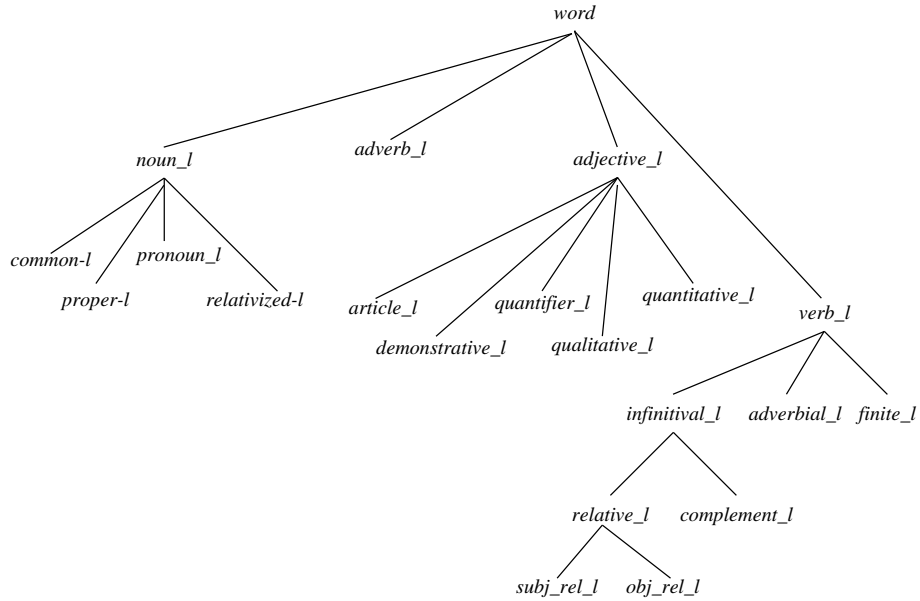 word
noun_l adverb_l adjective_l
common-l pronoun_l
proper-l relativized-l article_l quantifier_l quantitative_l verb_l
demonstrative_l qualitative_l
infinitival_l adverbial_l finite_l
relative_l complement_l
subj_rel_l obj_rel_l